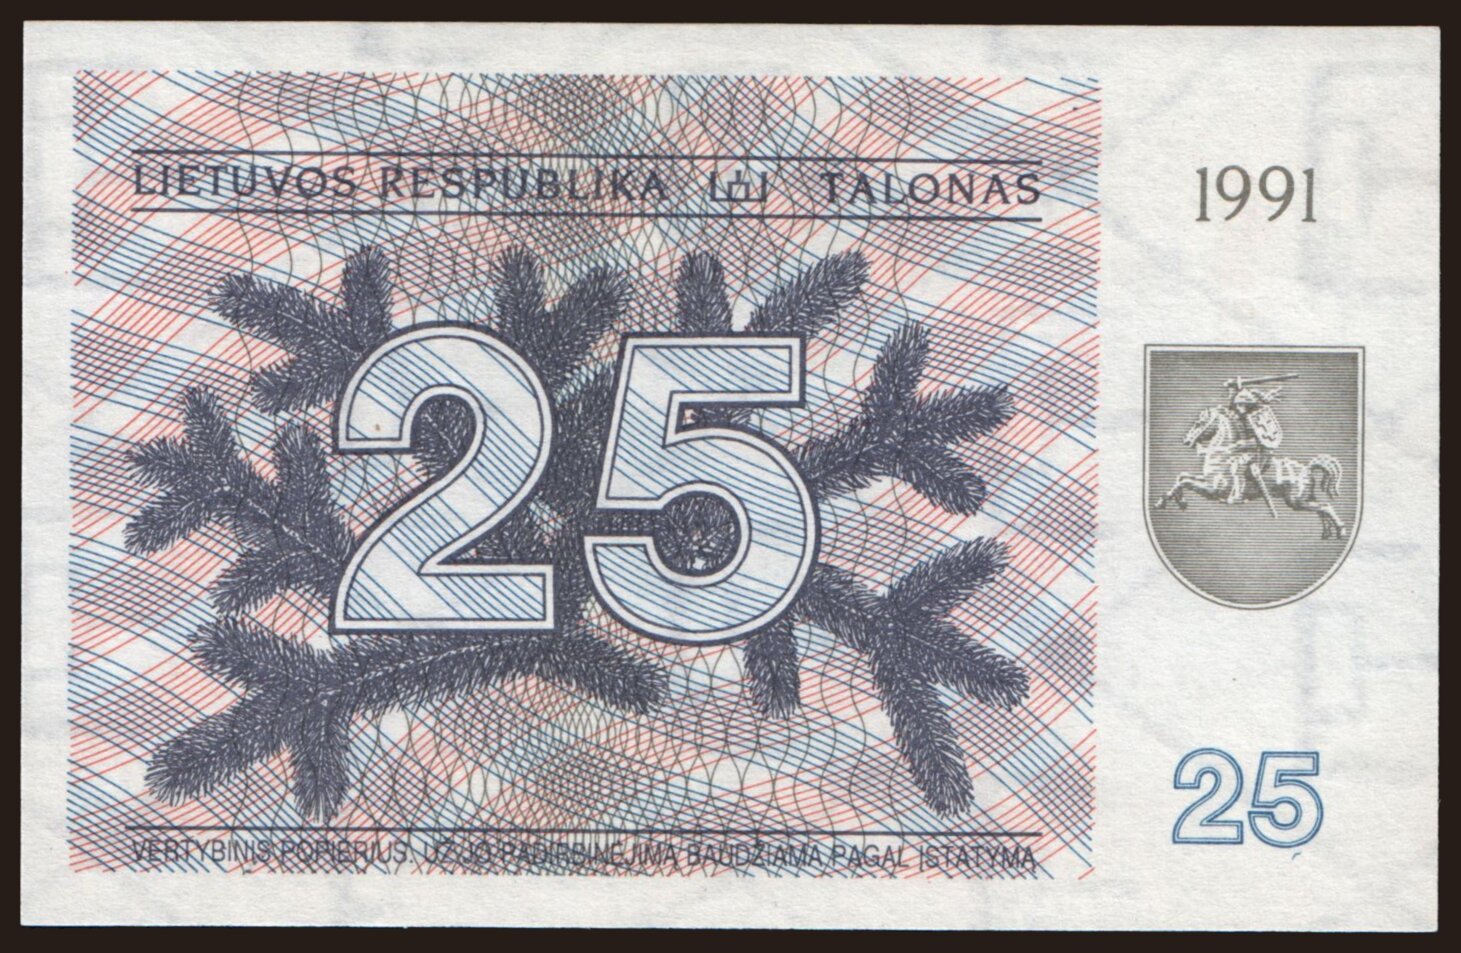 LIETUVOS RESPUBLIKA TALONAS
1991
25
25
VERTYBINIS POPIERIUS. UŽ JO PADIRBINĖJIMĄ BAUDŽIAMA PAGAL ĮSTATYMĄ